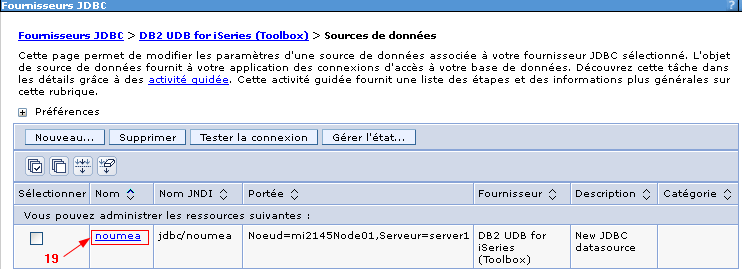 Fournisseurs JDBC ?
Fournisseurs JDBC > DB2 UDB for iSeries (Toolbox) > Sources de données
Cette page permet de modifier les paramètres d'une source de données associée à votre fournisseur JDBC sélectionné. L'objet
de source de données fournit à votre application des connexions d'accès à votre base de données. Découvrez cette tâche dans
les détails grâce à des activité guidée. Cette activité guidée fournit une liste des étapes et des informations plus générales sur
cette rubrique.
Préférences
Nouveau... Supprimer Tester la connexion Gérer l'état...
Sélectionner Nom Nom JNDI Portée Fournisseur Description Catégorie
Vous pouvez administrer les ressources suivantes :
noumea jdbc/noumea Noeud=mi2145Node01,Serveur=server1 DB2 UDB for New JDBC
iSeries datasource
(Toolbox)
19